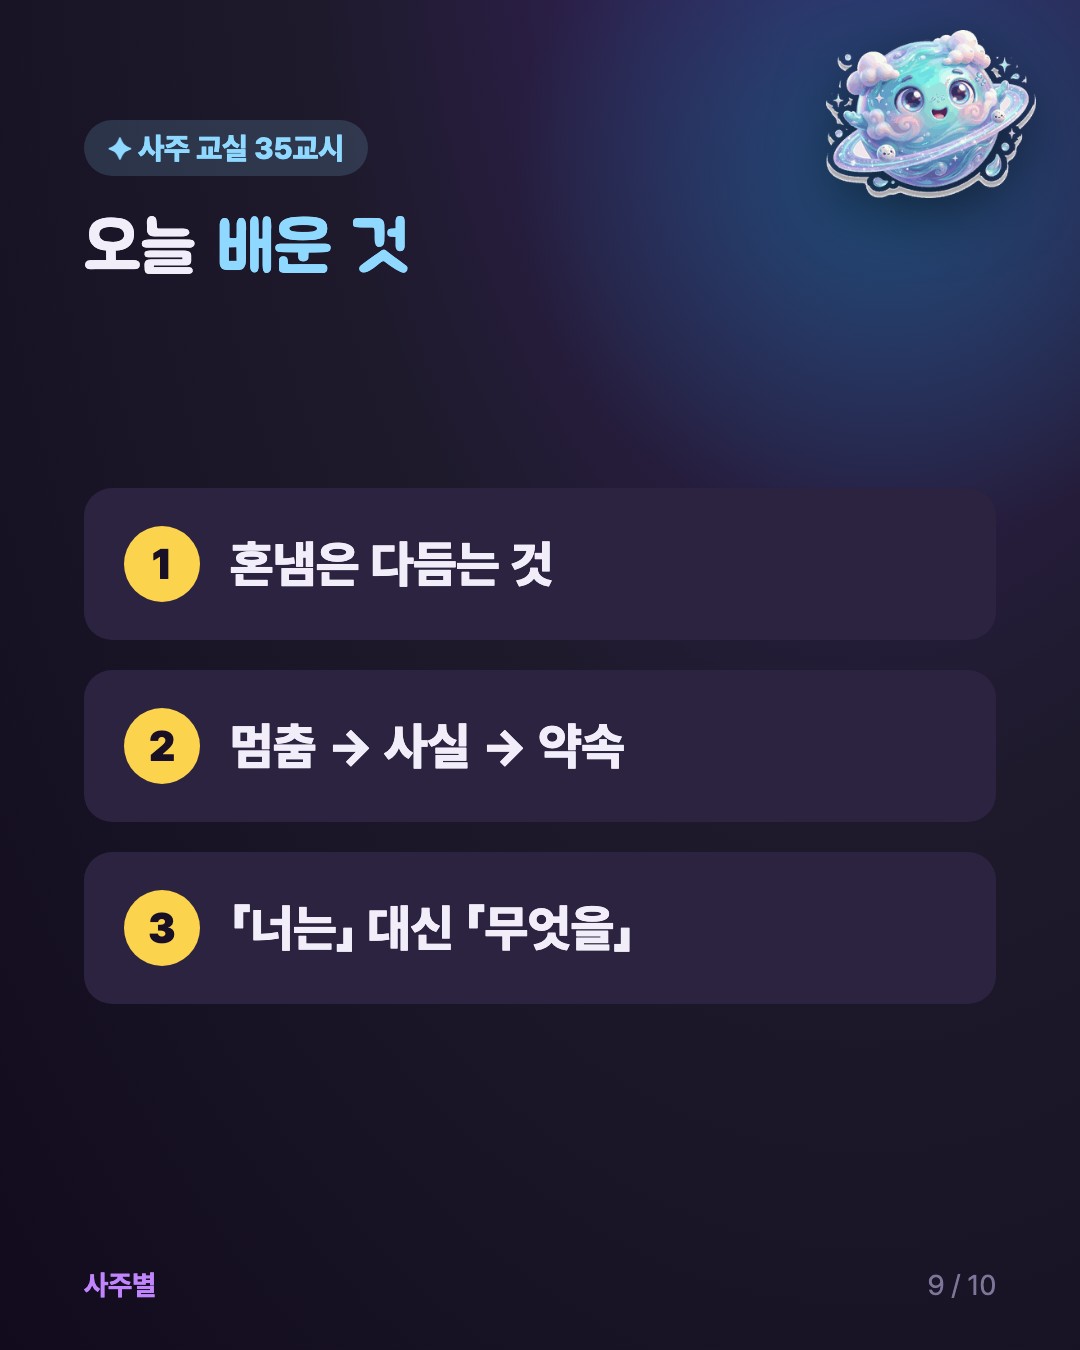 ✦ 사주 교실 35교시
오늘 배운 것
1 혼냄은 다듬는 것
2 멈춤 → 사실 → 약속
3 「너는」 대신 「무엇을」
사주별
9 / 10